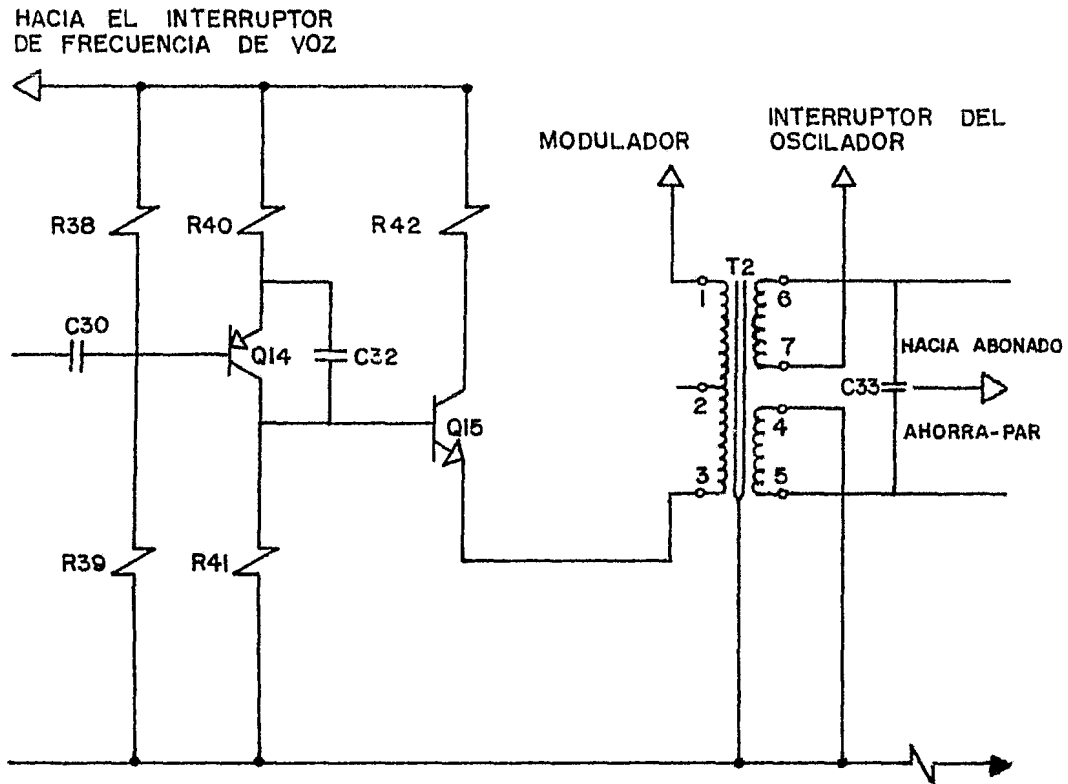 HACIA EL INTERRUPTOR
DE FRECUENCIA DE VOZ
MODULADOR
INTERRUPTOR DEL
OSCILADOR
R38
R40
R42
T2
1
6
C30
Q14
C32
7
HACIA ABONADO
2
C33
4
AHORRA-PAR
Q15
3
5
R39
R41